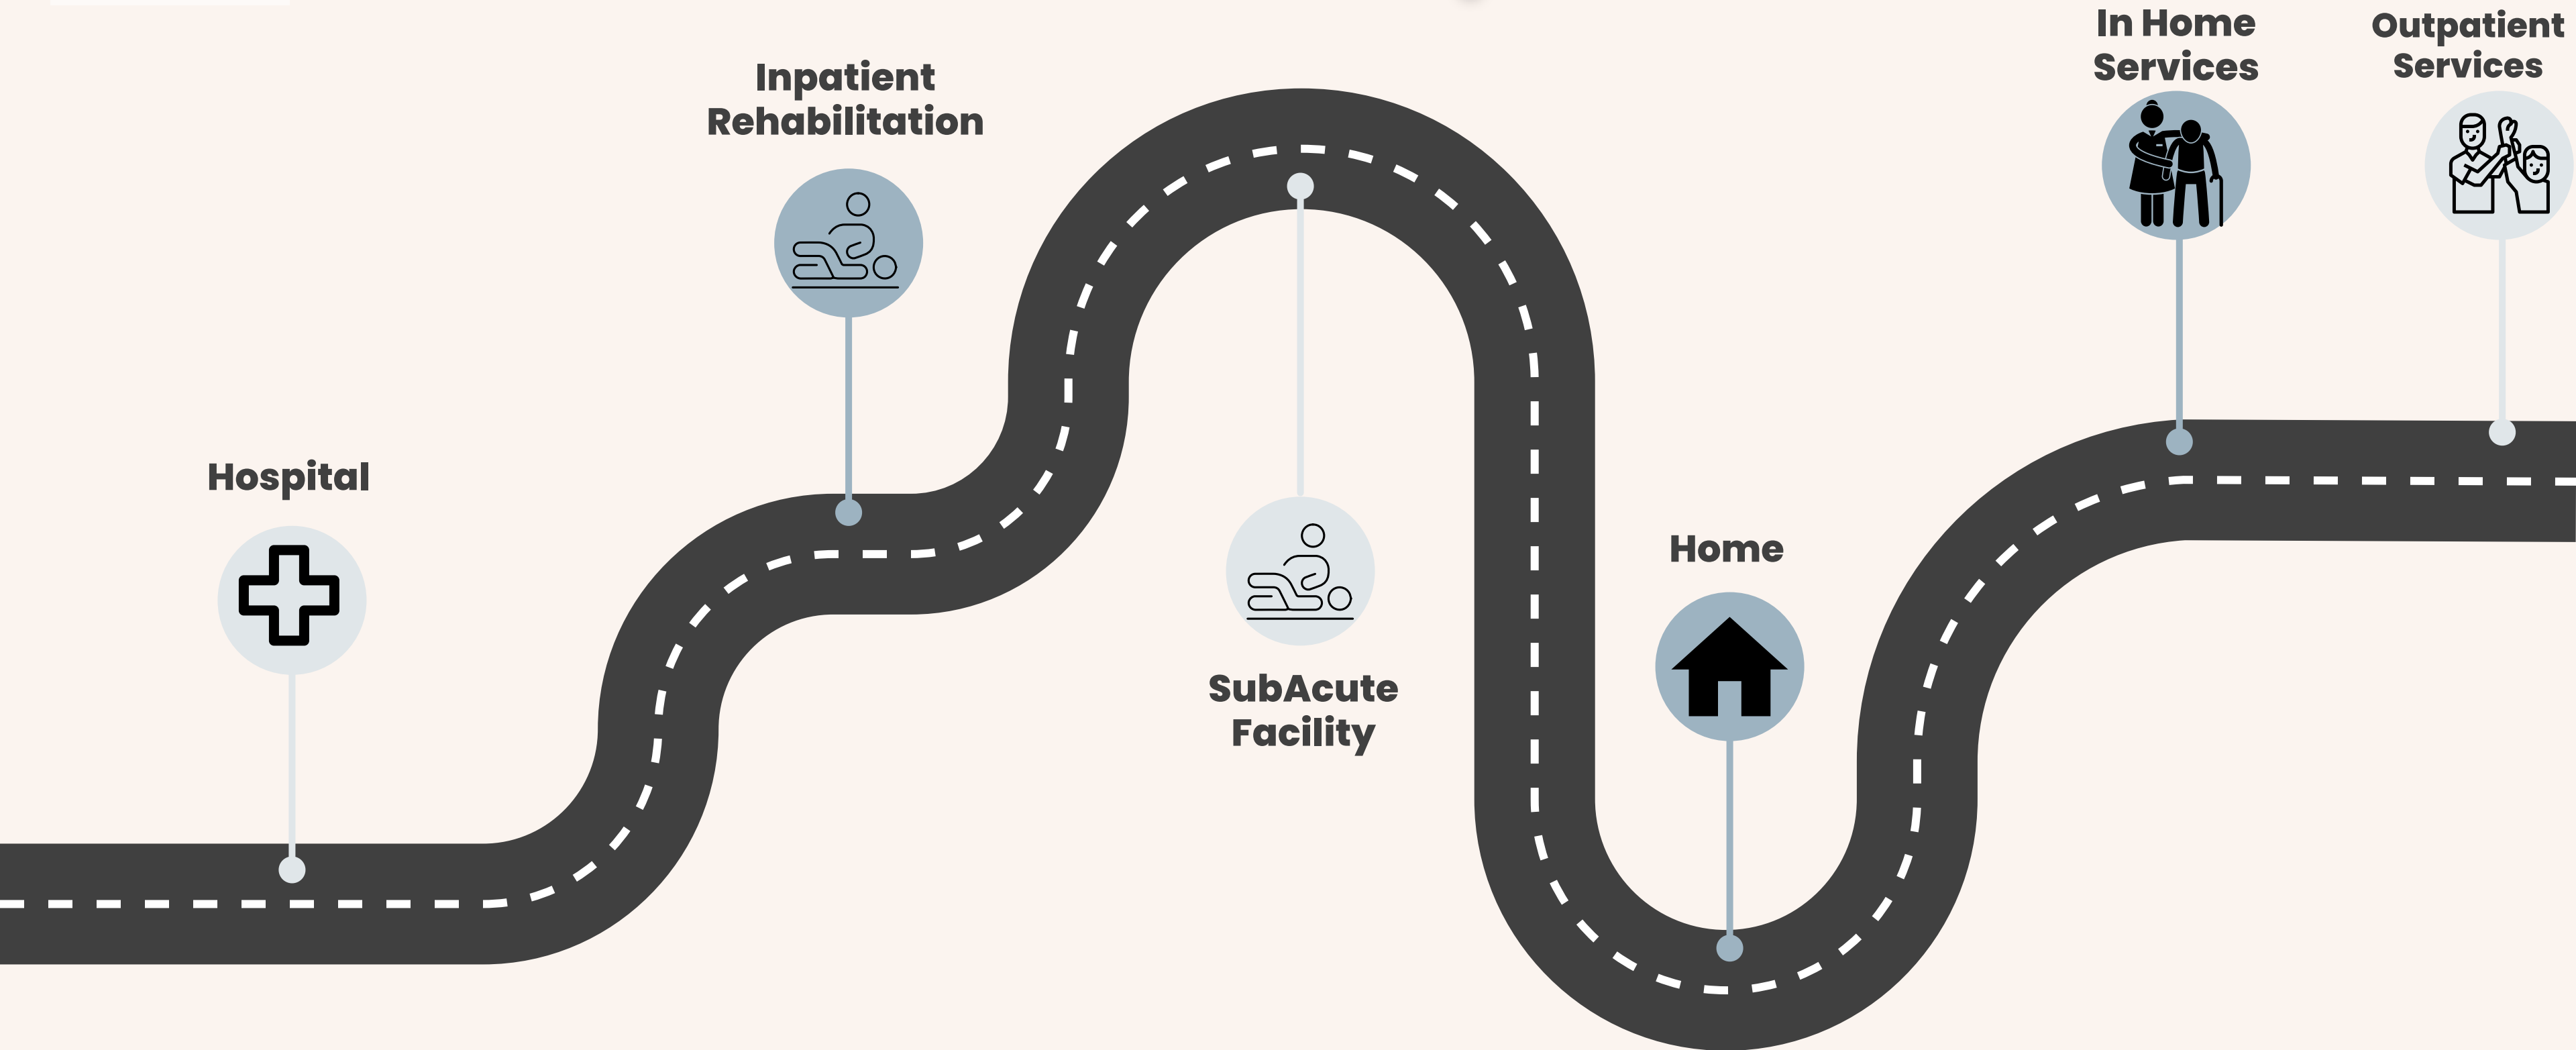 Hospital
Inpatient
Rehabilitation
SubAcute
Facility
Home
In Home
Services
Outpatient
Services